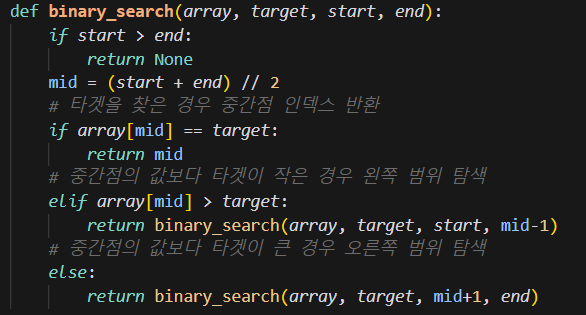 def binary_search(array, target, start, end):
    if start > end:
        return None
    mid = (start + end) // 2
    # 타겟을 찾은 경우 중간점 인덱스 반환
    if array[mid] == target:
        return mid
    # 중간점의 값보다 타겟이 작은 경우 왼쪽 범위 탐색
    elif array[mid] > target:
        return binary_search(array, target, start, mid-1)
    # 중간점의 값보다 타겟이 큰 경우 오른쪽 범위 탐색
    else:
        return binary_search(array, target, mid+1, end)